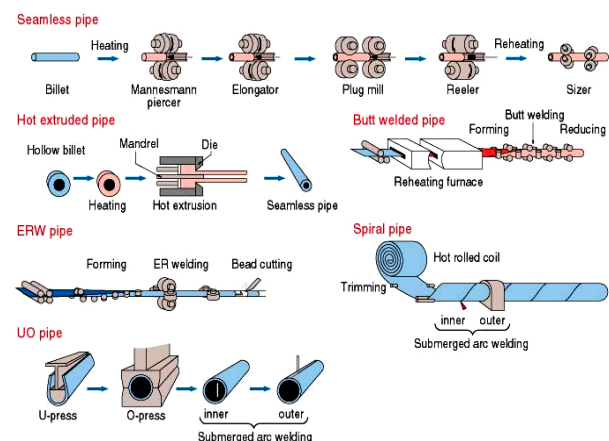 Seamless pipe
Heating
Reheating
Billet
Mannesmann
piercer
Elongator
Plug mill
Reeler
Sizer
Hot extruded pipe
Mandrel
Die
Hollow billet
Heating
Hot extrusion
Seamless pipe
Butt welded pipe
Butt welding
Forming
Reducing
Reheating furnace
ERW pipe
Forming
ER welding
Bead cutting
Spiral pipe
Hot rolled coil
Trimming
inner
outer
Submerged arc welding
UO pipe
U-press
O-press
inner
outer
Submerged arc welding